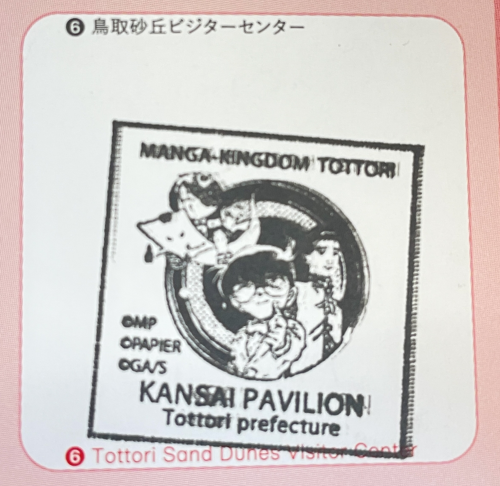 ❻ 鳥取砂丘ビジターセンター
MANGA-KINGDOM TOTTORI
©MP
©PAPIER
©GA/S
KANSAI PAVILION
Tottori prefecture
❻ Tottori Sand Dunes Visitor Center